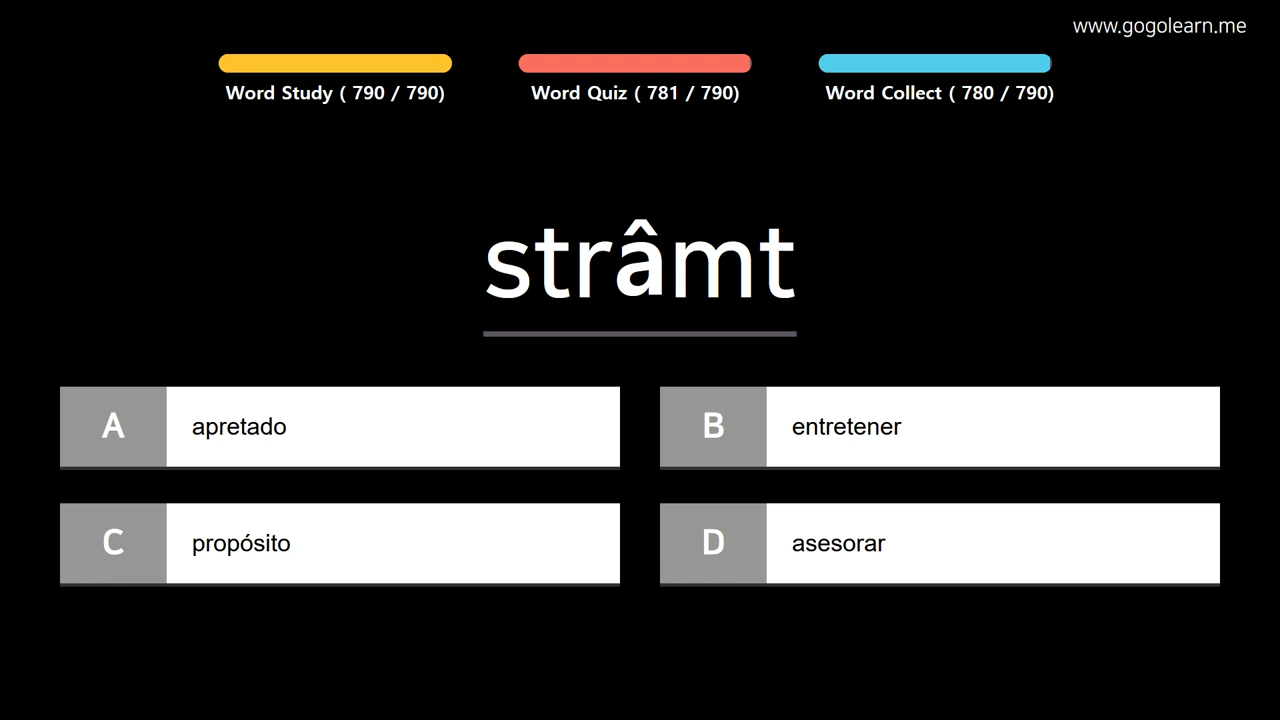 www.gogolearn.me
Word Study ( 790 / 790)
Word Quiz ( 781 / 790)
Word Collect ( 780 / 790)
strâmt
A
apretado
B
entretener
C
propósito
D
asesorar